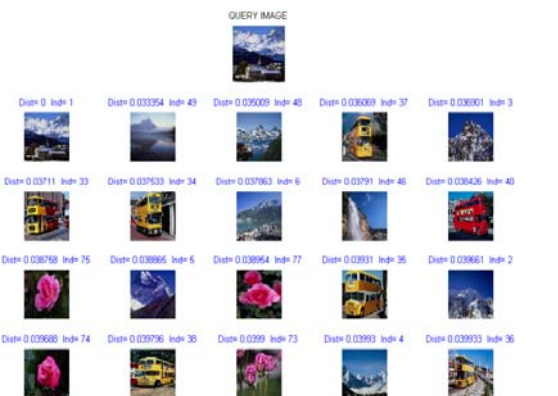 QUERY IMAGE
Dist= 0 Ind= 1 Dist= 0.033354 Ind= 49 Dist= 0.035009 Ind= 48 Dist= 0.036069 Ind= 37 Dist= 0.036901 Ind= 3
Dist= 0.03711 Ind= 33 Dist= 0.037533 Ind= 34 Dist= 0.037863 Ind= 6 Dist= 0.03791 Ind= 46 Dist= 0.038426 Ind= 40
Dist= 0.038758 Ind= 75 Dist= 0.038865 Ind= 5 Dist= 0.038954 Ind= 77 Dist= 0.03931 Ind= 35 Dist= 0.039661 Ind= 2
Dist= 0.039688 Ind= 74 Dist= 0.039796 Ind= 38 Dist= 0.0399 Ind= 73 Dist= 0.03993 Ind= 4 Dist= 0.039933 Ind= 36